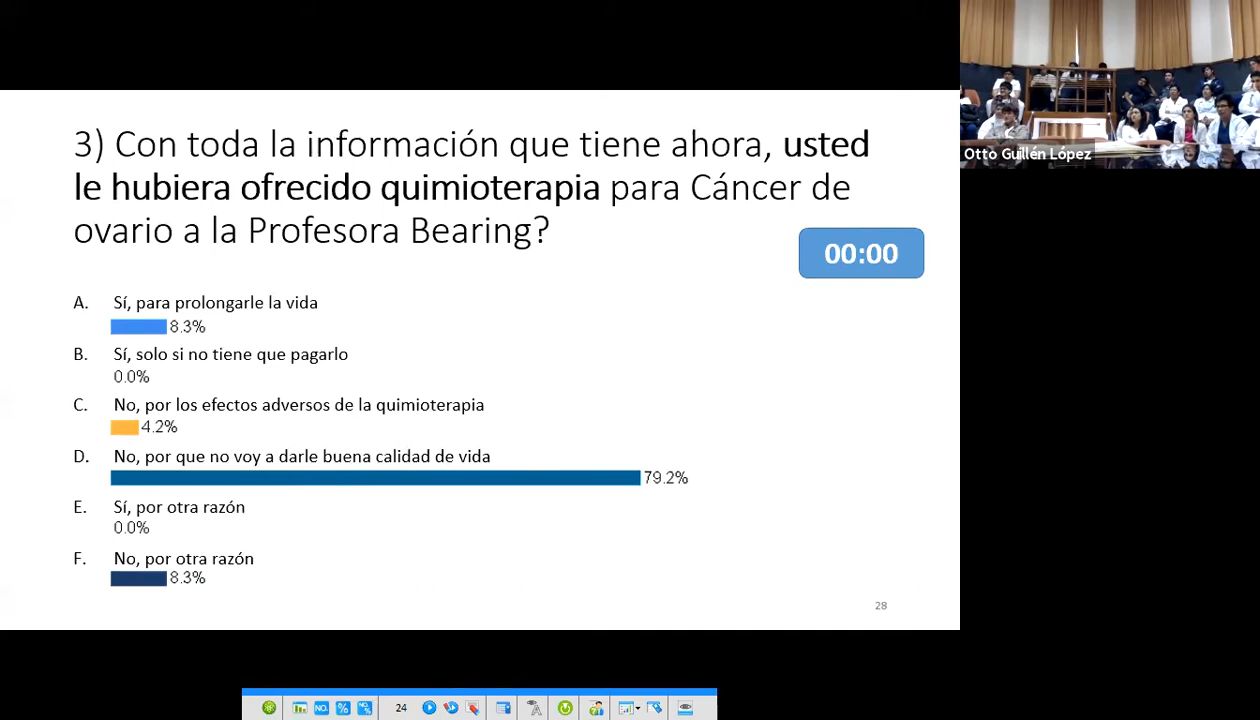 3) Con toda la información que tiene ahora, usted
le hubiera ofrecido quimioterapia para Cáncer de
ovario a la Profesora Bearing?
00:00
A. Sí, para prolongarle la vida
8.3%
B. Sí, solo si no tiene que pagarlo
0.0%
C. No, por los efectos adversos de la quimioterapia
4.2%
D. No, por que no voy a darle buena calidad de vida
79.2%
E. Sí, por otra razón
0.0%
F. No, por otra razón
8.3%
28
Otto Guillén López
NO. % NO. % 24